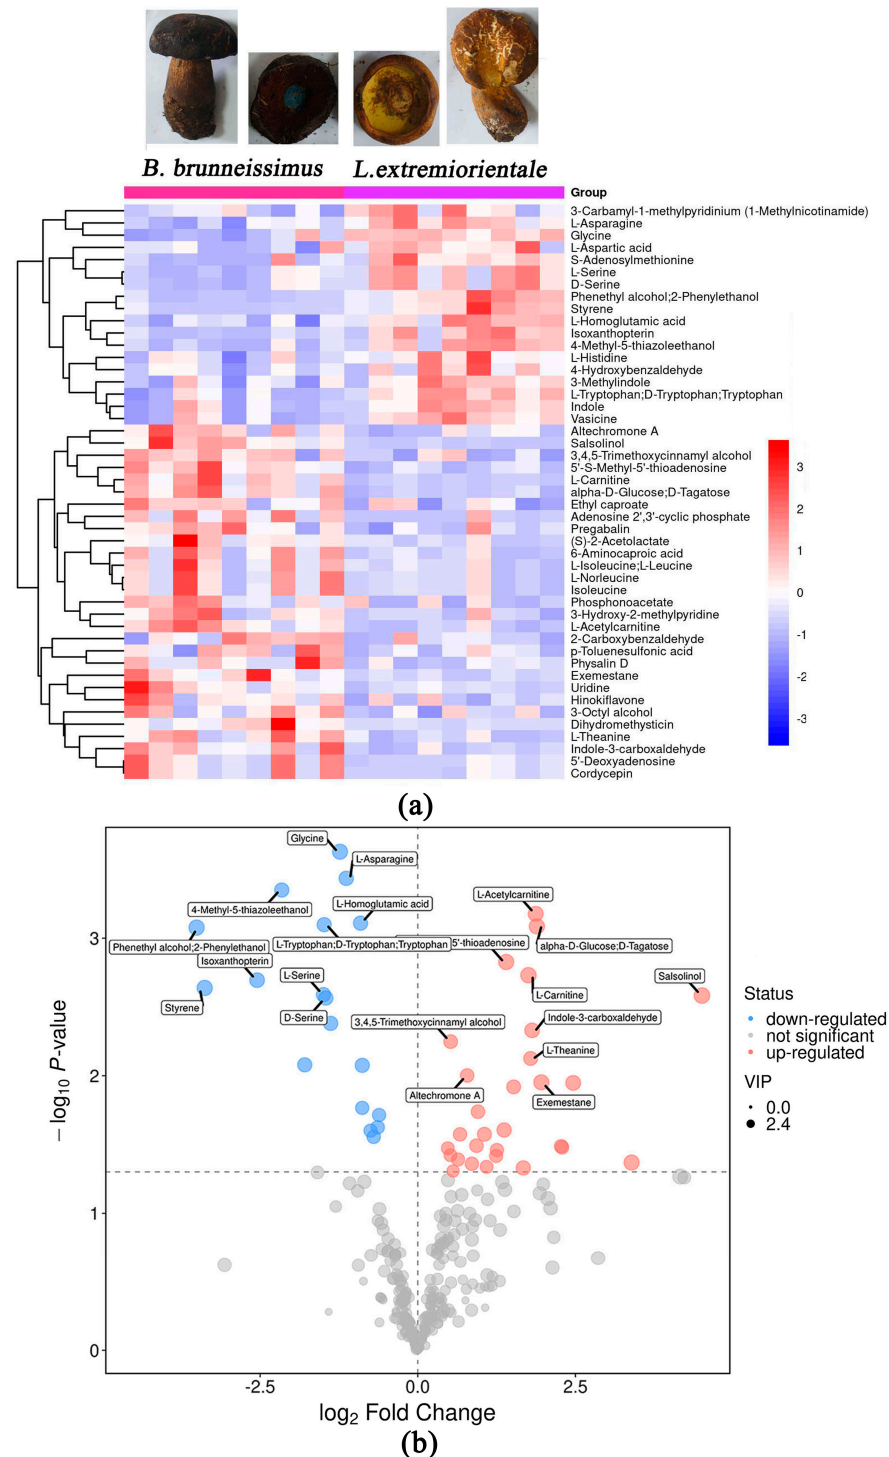 B. brunneissimus
L.extremiorientale
Group
3-Carbamyl-1-methylpyridinium (1-Methylnicotinamide)
L-Asparagine
Glycine
L-Aspartic acid
S-Adenosylmethionine
L-Serine
D-Serine
Phenethyl alcohol;2-Phenylethanol
Styrene
L-Homoglutamic acid
Isoxanthopterin
4-Methyl-5-thiazoleethanol
L-Histidine
4-Hydroxybenzaldehyde
3-Methylindole
L-Tryptophan;D-Tryptophan;Tryptophan
Indole
Vasicine
Altechromone A
Salsolinol
3,4,5-Trimethoxycinnamyl alcohol
5'-S-Methyl-5'-thioadenosine
L-Carnitine
alpha-D-Glucose;D-Tagatose
Ethyl caproate
Adenosine 2',3'-cyclic phosphate
Pregabalin
(S)-2-Acetolactate
6-Aminocaproic acid
L-Isoleucine;L-Leucine
L-Norleucine
Isoleucine
Phosphonoacetate
3-Hydroxy-2-methylpyridine
L-Acetylcarnitine
2-Carboxybenzaldehyde
p-Toluenesulfonic acid
Physalin D
Exemestane
Uridine
Hinokiflavone
3-Octyl alcohol
Dihydromethysticin
L-Theanine
Indole-3-carboxaldehyde
5'-Deoxyadenosine
Cordycepin
3
2
1
0
-1
-2
-3
(a)
Glycine
L-Asparagine
4-Methyl-5-thiazoleethanol
L-Homoglutamic acid
L-Acetylcarnitine
Phenethyl alcohol;2-Phenylethanol
L-Tryptophan;D-Tryptophan;Tryptophan
5'-thioadenosine
alpha-D-Glucose;D-Tagatose
Isoxanthopterin
L-Serine
Salsolinol
Styrene
D-Serine
L-Carnitine
3,4,5-Trimethoxycinnamyl alcohol
Indole-3-carboxaldehyde
L-Theanine
Altechromone A
Exemestane
3
2
1
0
− log10 P-value
-2.5
0.0
2.5
log2 Fold Change
Status
down-regulated
not significant
up-regulated
VIP
0.0
2.4
(b)